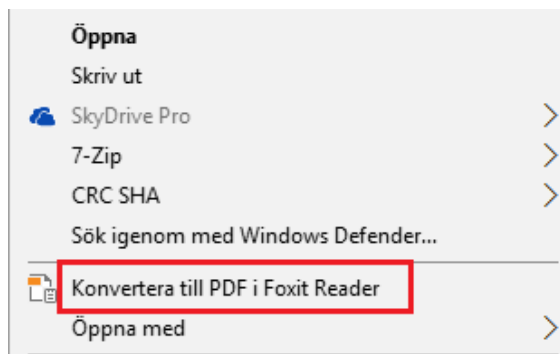 Öppna
Skriv ut
SkyDrive Pro
7-Zip
CRC SHA
Sök igenom med Windows Defender...
Konvertera till PDF i Foxit Reader
Öppna med